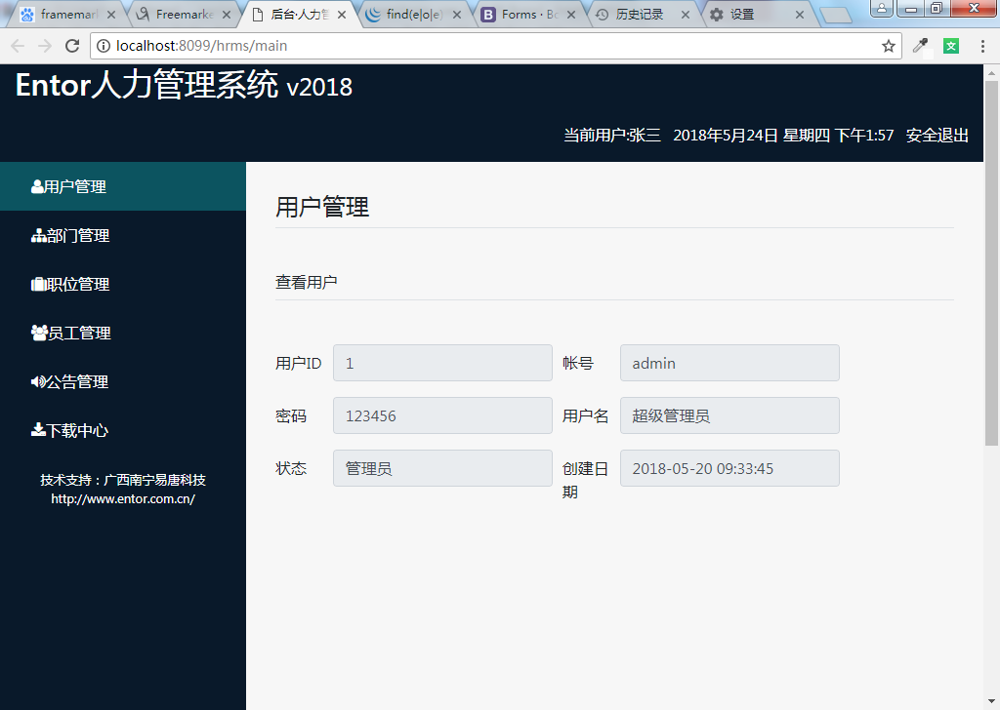 framemar
Freemarke
后台·人力管
find(e|o|e)
Forms · Bo
历史记录
设置
localhost:8099/hrms/main
Entor人力管理系统 v2018
当前用户:张三 2018年5月24日 星期四 下午1:57 安全退出
用户管理
部门管理
职位管理
员工管理
公告管理
下载中心
技术支持：广西南宁易唐科技
http://www.entor.com.cn/
用户管理
查看用户
用户ID 1 帐号 admin
密码 123456 用户名 超级管理员
状态 管理员 创建日期 2018-05-20 09:33:45